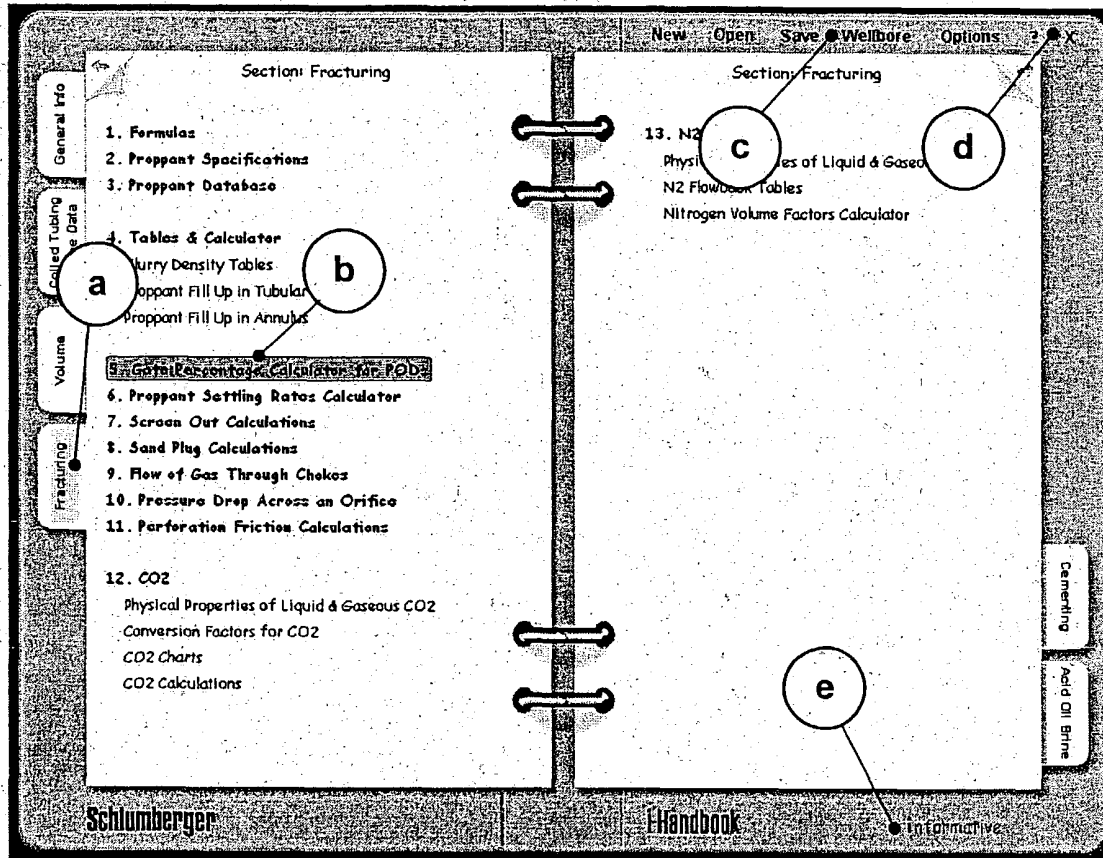 New Open Save Wellbore Options ? X
Section: Fracturing
1. Formulas
2. Proppant Specifications
3. Proppant Database
4. Tables & Calculator
Slurry Density Tables
Proppant Fill Up in Tubular
Proppant Fill Up in Annulus
5. Gate Percentage Calculator for POD
6. Proppant Settling Rates Calculator
7. Screen Out Calculations
8. Sand Plug Calculations
9. Flow of Gas Through Chokes
10. Pressure Drop Across an Orifice
11. Perforation Friction Calculations
12. CO2
Physical Properties of Liquid & Gaseous CO2
Conversion Factors for CO2
CO2 Charts
CO2 Calculations
Section: Fracturing
13. N2
of Liquid &
N2 Flowbook Tables
Nitrogen Volume Factors Calculator
General Info
Coiled Tubing
Data
Volume
Fracturing
Cementing
Acid Oil Brine
a
b
c
d
e
Schlumberger
i-Handbook
Informative